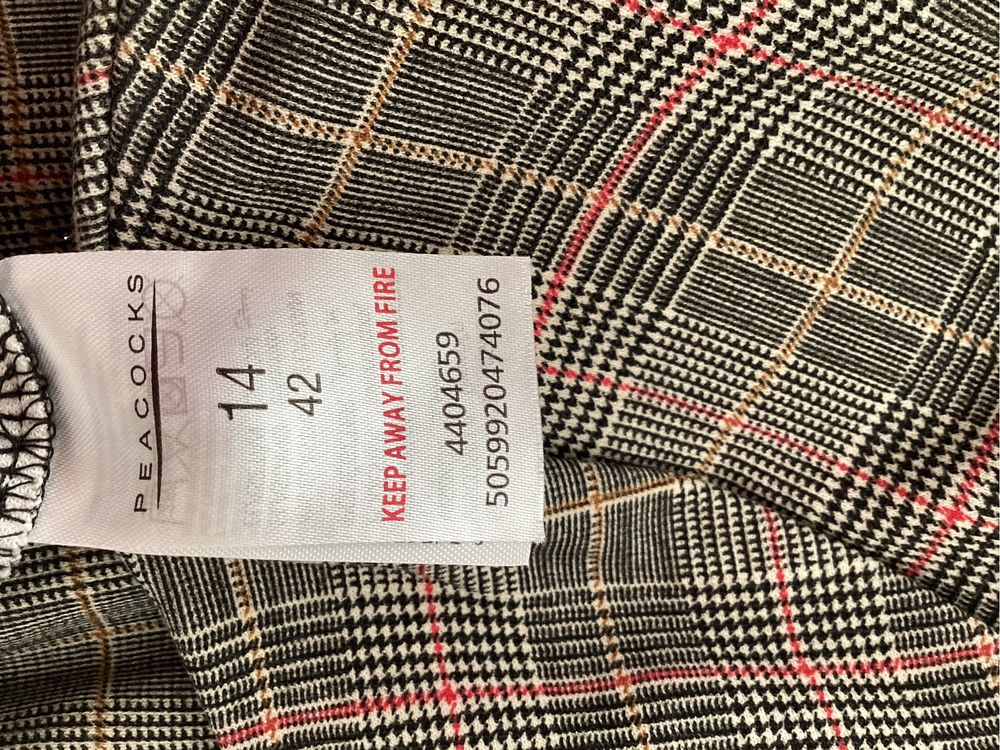 PEACOCKS
14
42
KEEP AWAY FROM FIRE
4404659
5059920474076